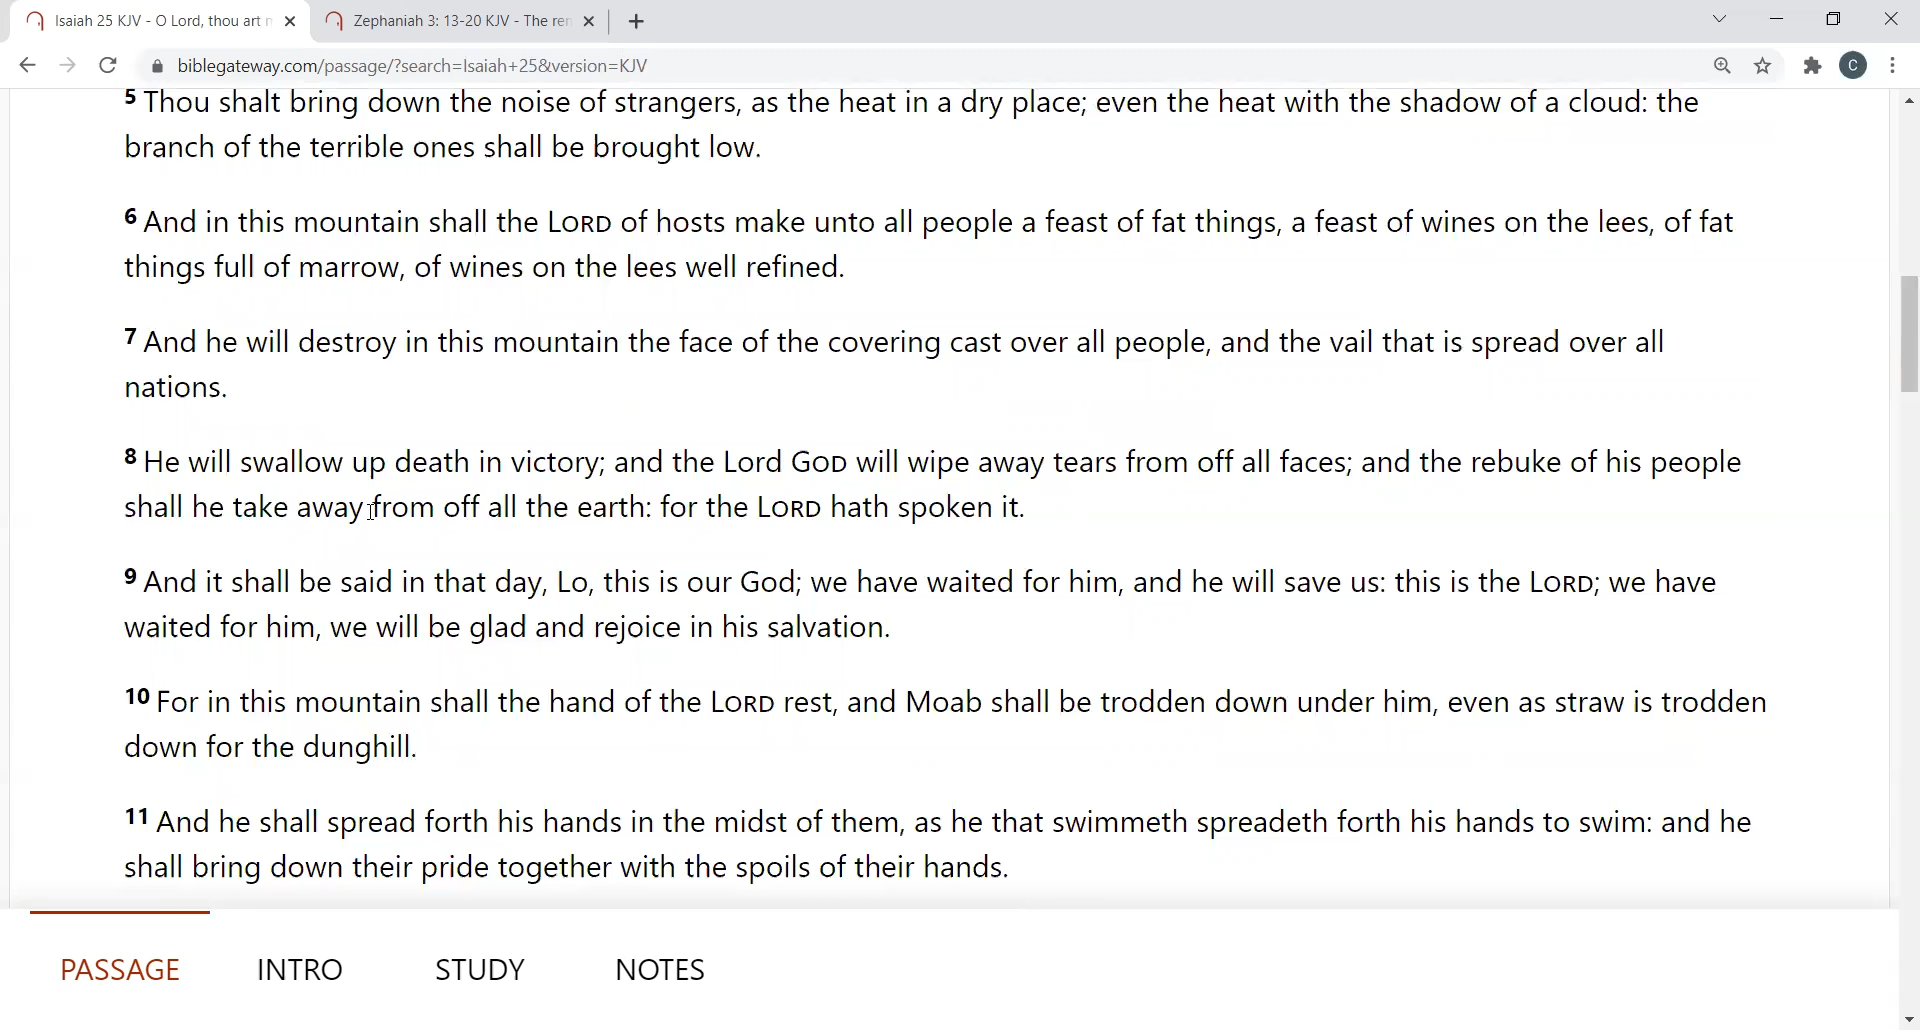 Isaiah 25 KJV - O Lord, thou art m
Zephaniah 3: 13-20 KJV - The ren
biblegateway.com/passage/?search=Isaiah+25&version=KJV
C
5 Thou shalt bring down the noise of strangers, as the heat in a dry place; even the heat with the shadow of a cloud: the
branch of the terrible ones shall be brought low.
6 And in this mountain shall the LORD of hosts make unto all people a feast of fat things, a feast of wines on the lees, of fat
things full of marrow, of wines on the lees well refined.
7 And he will destroy in this mountain the face of the covering cast over all people, and the vail that is spread over all
nations.
8 He will swallow up death in victory; and the Lord GOD will wipe away tears from off all faces; and the rebuke of his people
shall he take away from off all the earth: for the LORD hath spoken it.
9 And it shall be said in that day, Lo, this is our God; we have waited for him, and he will save us: this is the LORD; we have
waited for him, we will be glad and rejoice in his salvation.
10 For in this mountain shall the hand of the LORD rest, and Moab shall be trodden down under him, even as straw is trodden
down for the dunghill.
11 And he shall spread forth his hands in the midst of them, as he that swimmeth spreadeth forth his hands to swim: and he
shall bring down their pride together with the spoils of their hands.
PASSAGE INTRO STUDY NOTES